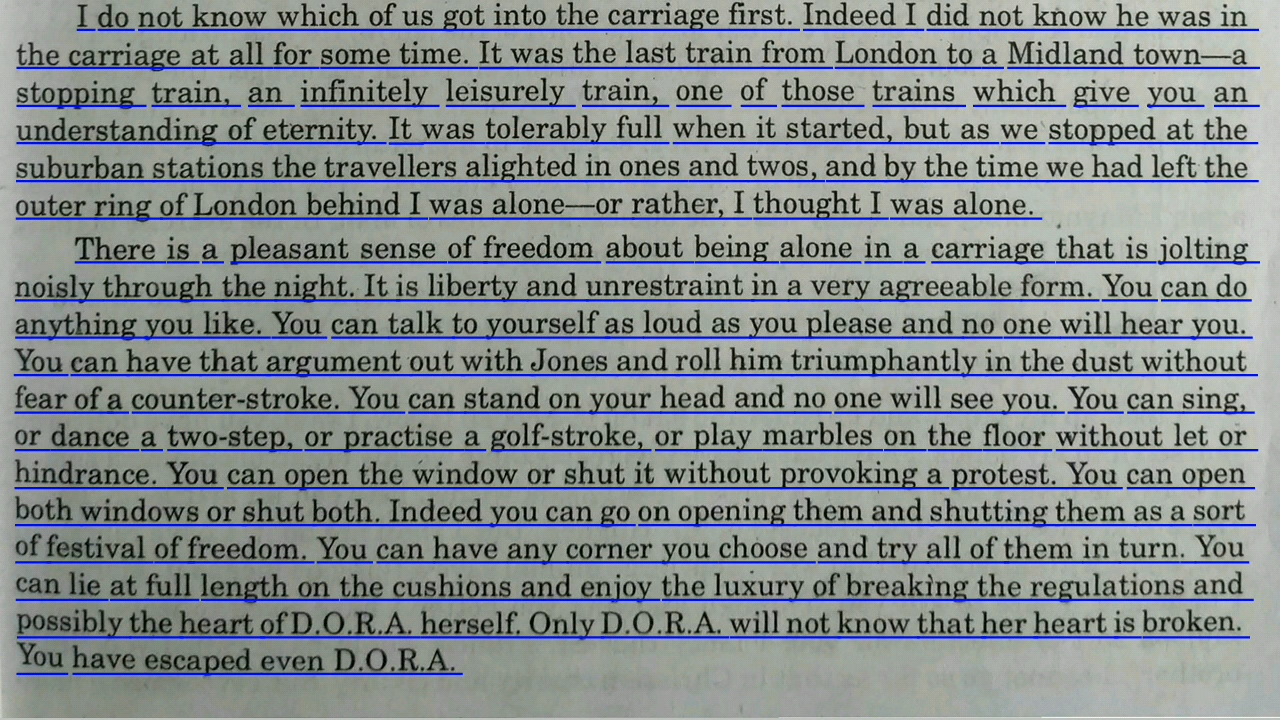 I do not know which of us got into the carriage first. Indeed I did not know he was in
the carriage at all for some time. It was the last train from London to a Midland town—a
stopping train, an infinitely leisurely train, one of those trains which give you an
understanding of eternity. It was tolerably full when it started, but as we stopped at the
suburban stations the travellers alighted in ones and twos, and by the time we had left the
outer ring of London behind I was alone—or rather, I thought I was alone.
There is a pleasant sense of freedom about being alone in a carriage that is jolting
noisly through the night. It is liberty and unrestraint in a very agreeable form. You can do
anything you like. You can talk to yourself as loud as you please and no one will hear you.
You can have that argument out with Jones and roll him triumphantly in the dust without
fear of a counter-stroke. You can stand on your head and no one will see you. You can sing,
or dance a two-step, or practise a golf-stroke, or play marbles on the floor without let or
hindrance. You can open the window or shut it without provoking a protest. You can open
both windows or shut both. Indeed you can go on opening them and shutting them as a sort
of festival of freedom. You can have any corner you choose and try all of them in turn. You
can lie at full length on the cushions and enjoy the luxury of breaking the regulations and
possibly the heart of D.O.R.A. herself. Only D.O.R.A. will not know that her heart is broken.
You have escaped even D.O.R.A.